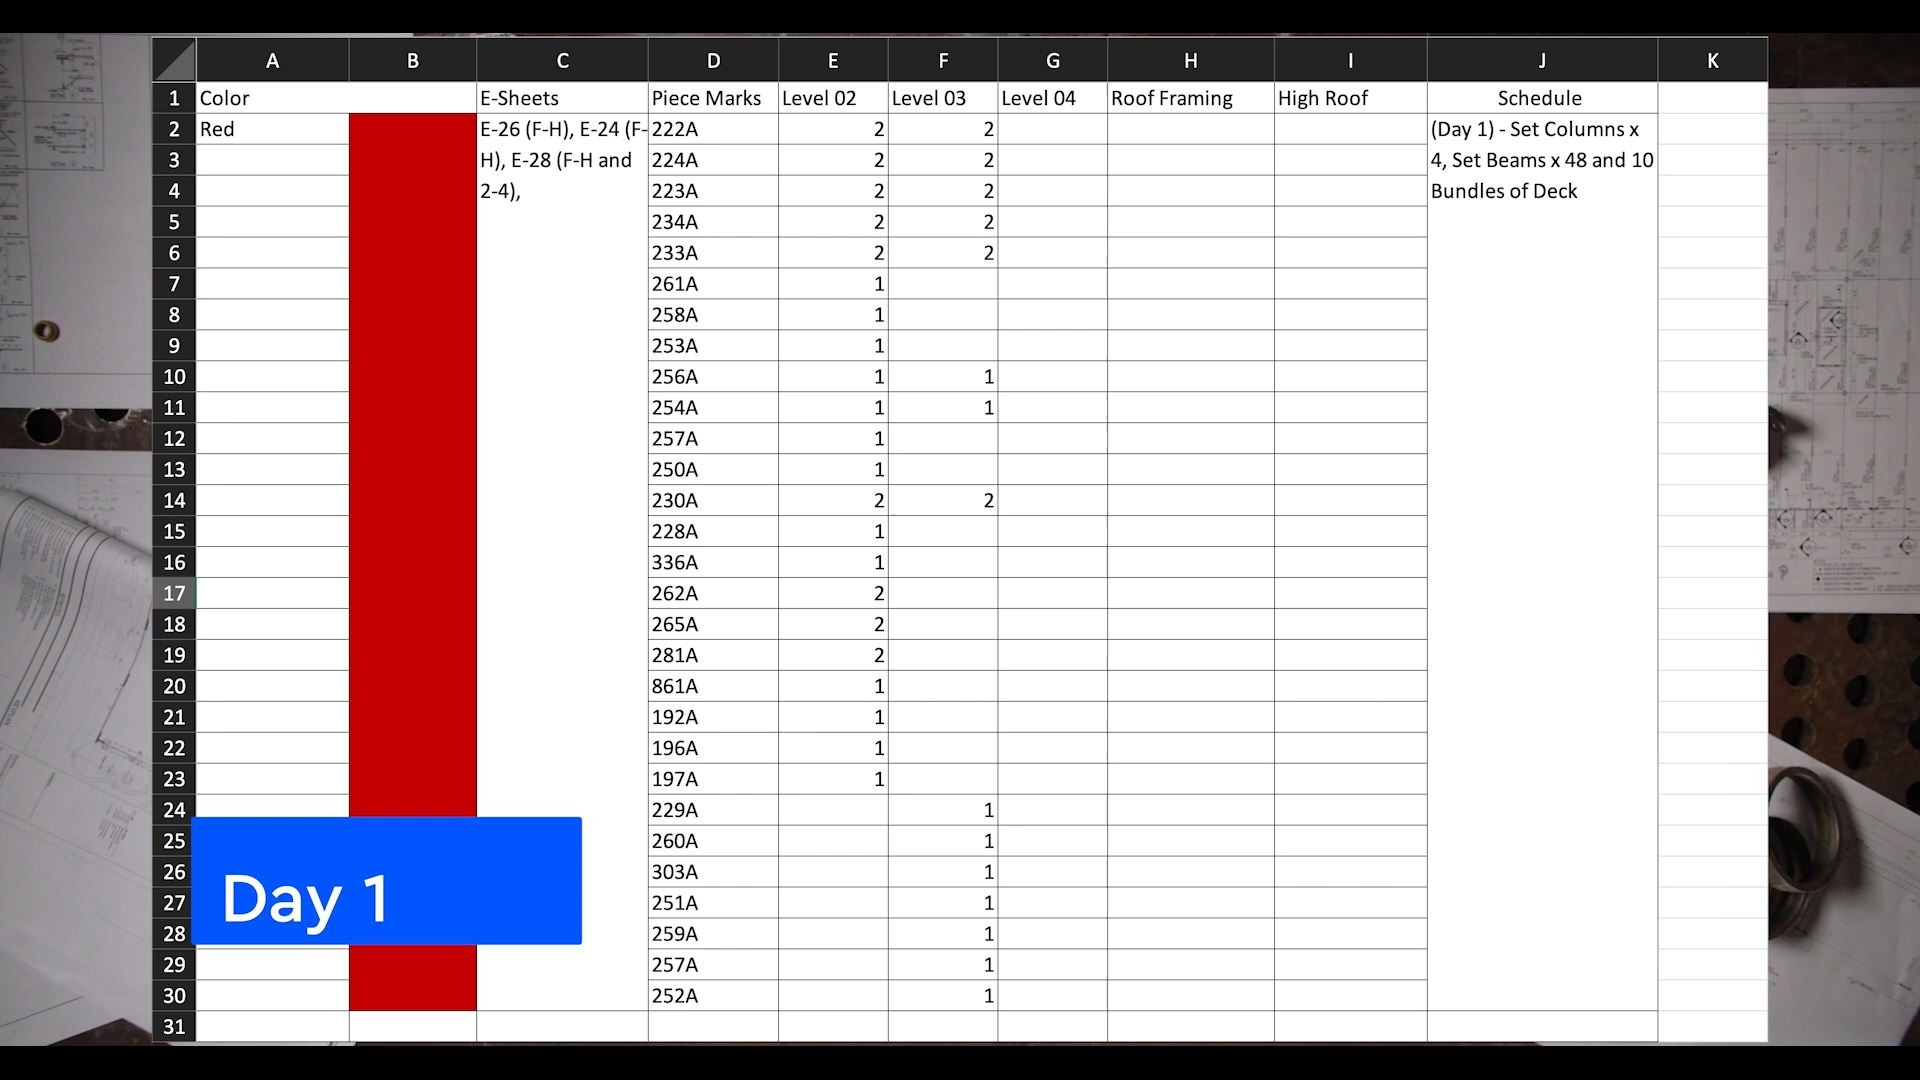 A B C D E F G H I J K
1 Color E-Sheets Piece Marks Level 02 Level 03 Level 04 Roof Framing High Roof Schedule
2 Red E-26 (F-H), E-24 (F- 222A 2 2 (Day 1) - Set Columns x
3 H), E-28 (F-H and 224A 2 2 4, Set Beams x 48 and 10
4 2-4), 223A 2 2 Bundles of Deck
5 234A 2 2
6 233A 2 2
7 261A 1
8 258A 1
9 253A 1
10 256A 1 1
11 254A 1 1
12 257A 1
13 250A 1
14 230A 2 2
15 228A 1
16 336A 1
17 262A 2
18 265A 2
19 281A 2
20 861A 1
21 192A 1
22 196A 1
23 197A 1
24 229A 1
25 260A 1
26 303A 1
27 251A 1
28 259A 1
29 257A 1
30 252A 1
31
Day 1